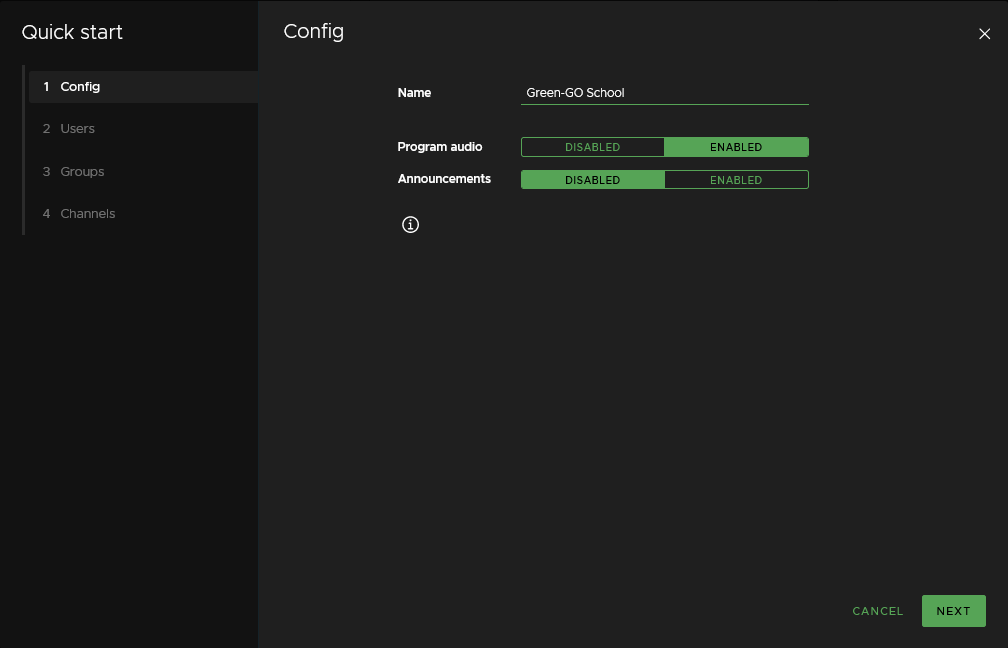 Quick start
1 Config
2 Users
3 Groups
4 Channels
Config
Name Green-GO School
Program audio DISABLED ENABLED
Announcements DISABLED ENABLED
CANCEL NEXT